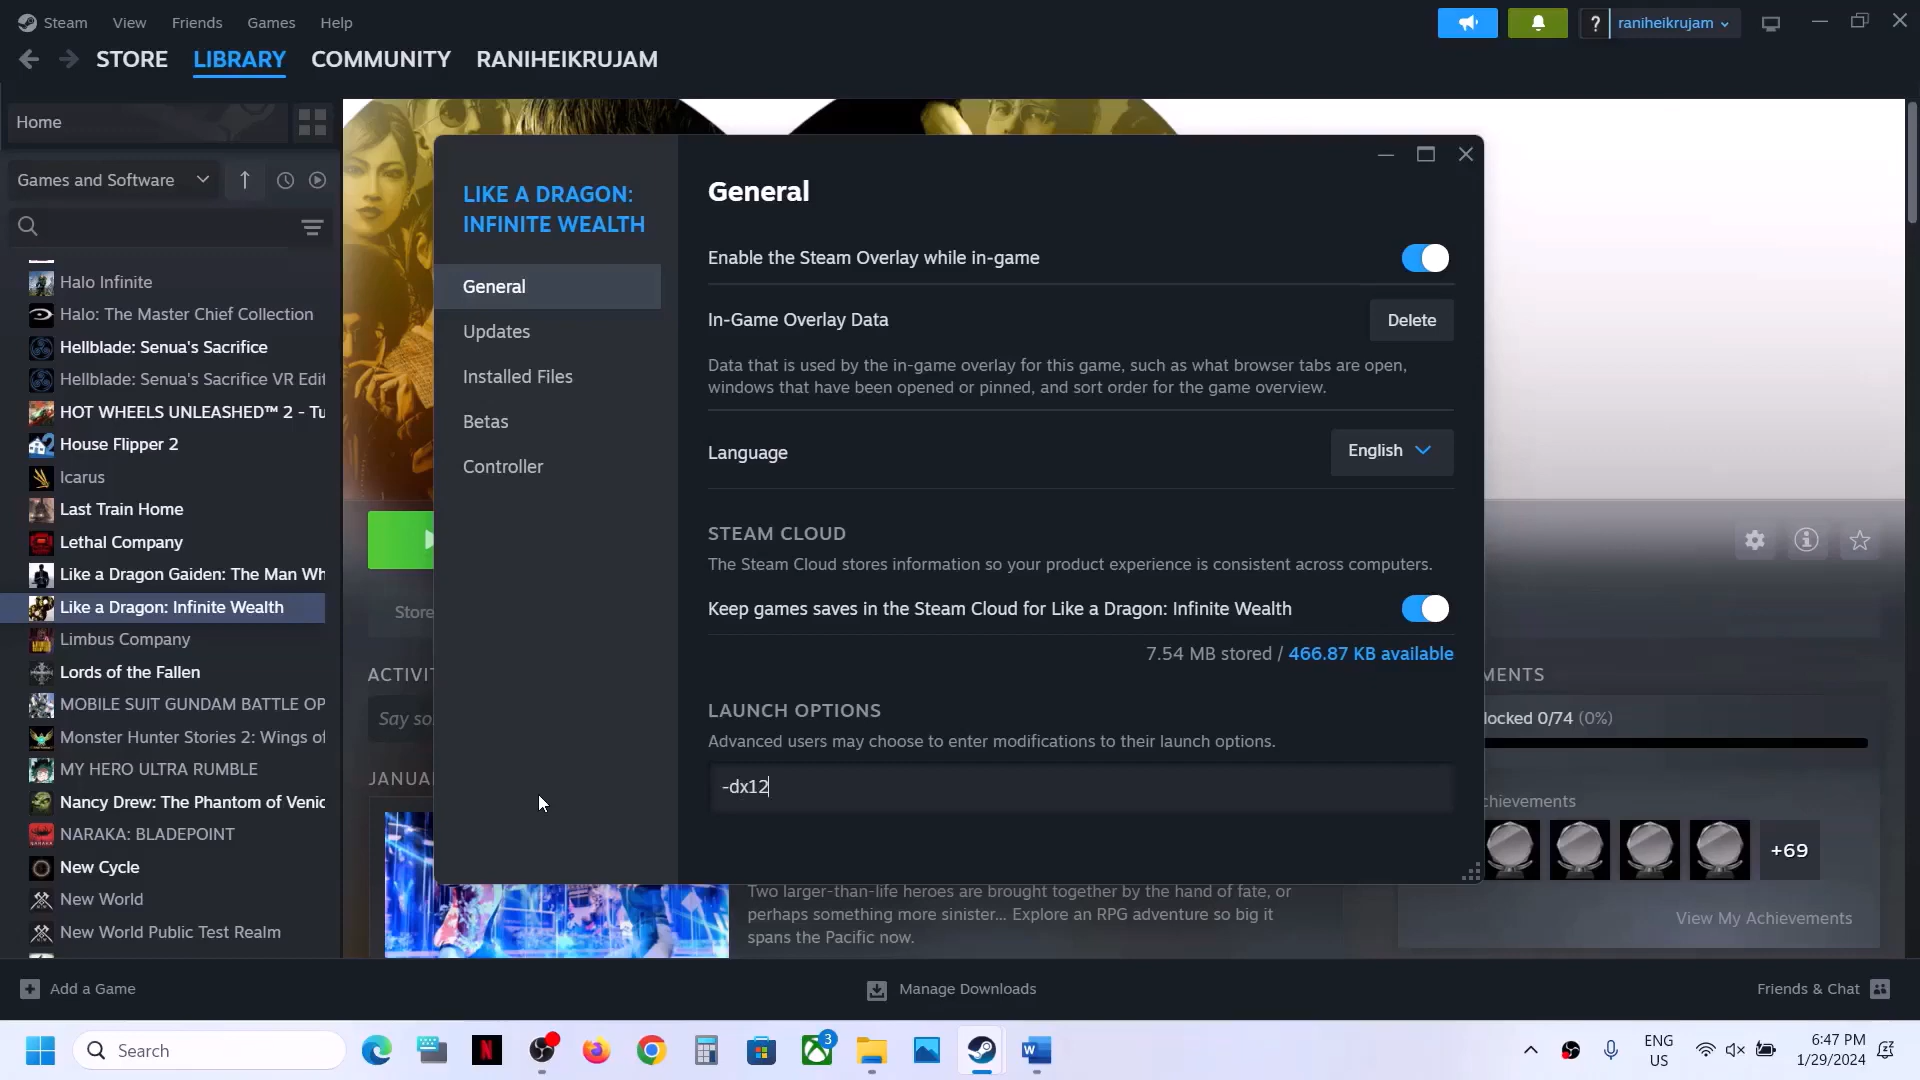 Steam View Friends Games Help
raniheikrujam
STORE LIBRARY COMMUNITY RANIHEIKRUJAM
Home
Games and Software
Halo Infinite
Halo: The Master Chief Collection
Hellblade: Senua's Sacrifice
Hellblade: Senua's Sacrifice VR Edit
HOT WHEELS UNLEASHED™ 2 - Tu
House Flipper 2
Icarus
Last Train Home
Lethal Company
Like a Dragon Gaiden: The Man Wh
Like a Dragon: Infinite Wealth
Limbus Company
Lords of the Fallen
MOBILE SUIT GUNDAM BATTLE OP
Monster Hunter Stories 2: Wings of
MY HERO ULTRA RUMBLE
Nancy Drew: The Phantom of Venic
NARAKA: BLADEPOINT
New Cycle
New World
New World Public Test Realm
LIKE A DRAGON:
INFINITE WEALTH
General
Updates
Installed Files
Betas
Controller
General
Enable the Steam Overlay while in-game
In-Game Overlay Data
Delete
Data that is used by the in-game overlay for this game, such as what browser tabs are open,
windows that have been opened or pinned, and sort order for the game overview.
Language
English
STEAM CLOUD
The Steam Cloud stores information so your product experience is consistent across computers.
Keep games saves in the Steam Cloud for Like a Dragon: Infinite Wealth
7.54 MB stored / 466.87 KB available
LAUNCH OPTIONS
Advanced users may choose to enter modifications to their launch options.
-dx12
Store
ACTIVIT
Say so
JANUA
Two larger-than-life heroes are brought together by the hand of fate, or
perhaps something more sinister... Explore an RPG adventure so big it
spans the Pacific now.
MENTS
locked 0/74 (0%)
chievements
+69
View My Achievements
Add a Game
Manage Downloads
Friends & Chat
Search
3
ENG
US
6:47 PM
1/29/2024